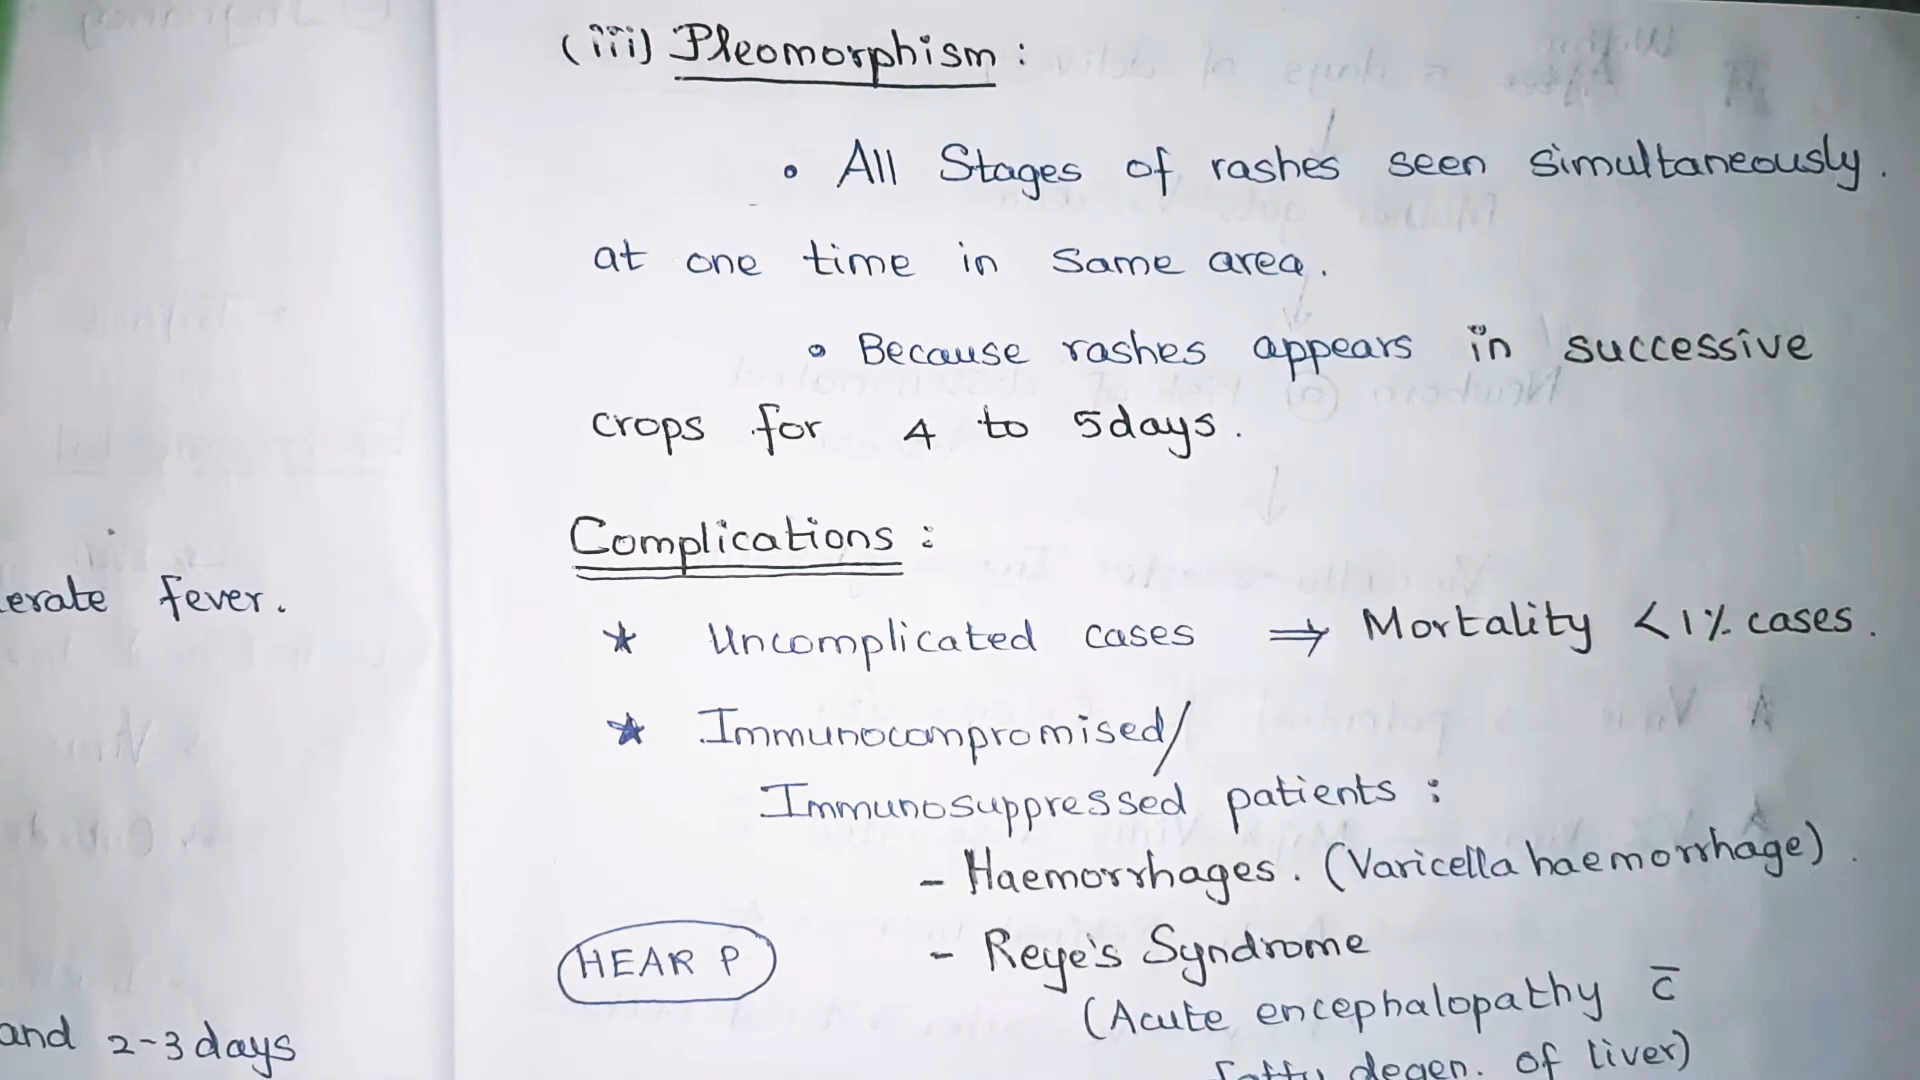 (iii) Pleomorphism :
• All Stages of rashes seen simultaneously.
at one time in same area.
• Because rashes appears in successive
crops for 4 to 5days.
Complications :
erate fever.
★ Uncomplicated cases ⇒ Mortality <1% cases.
★ Immunocompromised/
Immunosuppressed patients :
- Haemorrhages. (Varicella haemorrhage).
HEAR P
- Reye's Syndrome
(Acute encephalopathy c̅
and 2-3days
fatty degen. of liver)